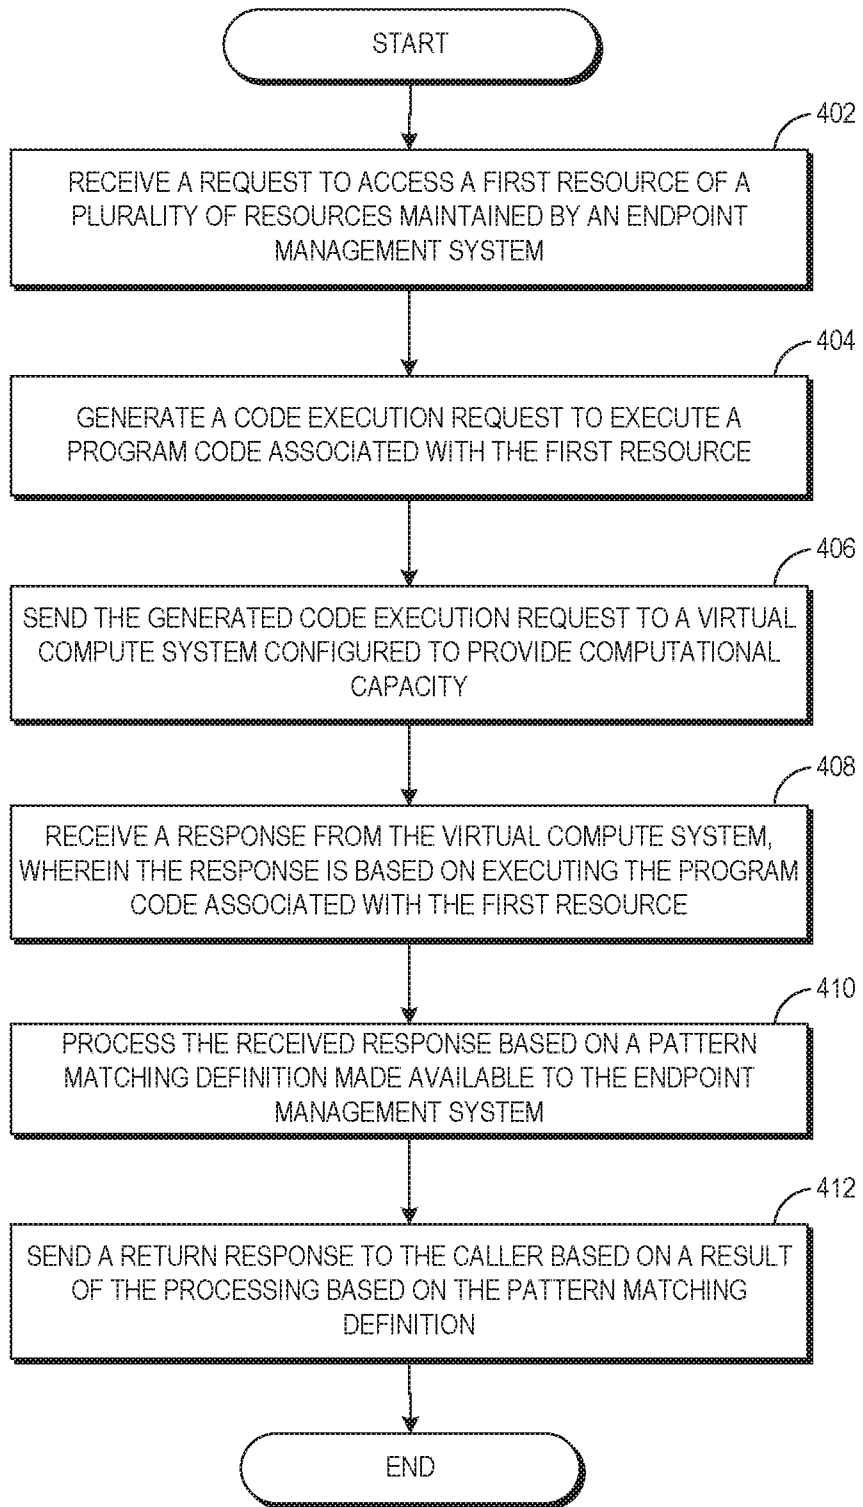 START
402
RECEIVE A REQUEST TO ACCESS A FIRST RESOURCE OF A
PLURALITY OF RESOURCES MAINTAINED BY AN ENDPOINT
MANAGEMENT SYSTEM
404
GENERATE A CODE EXECUTION REQUEST TO EXECUTE A
PROGRAM CODE ASSOCIATED WITH THE FIRST RESOURCE
406
SEND THE GENERATED CODE EXECUTION REQUEST TO A VIRTUAL
COMPUTE SYSTEM CONFIGURED TO PROVIDE COMPUTATIONAL
CAPACITY
408
RECEIVE A RESPONSE FROM THE VIRTUAL COMPUTE SYSTEM,
WHEREIN THE RESPONSE IS BASED ON EXECUTING THE PROGRAM
CODE ASSOCIATED WITH THE FIRST RESOURCE
410
PROCESS THE RECEIVED RESPONSE BASED ON A PATTERN
MATCHING DEFINITION MADE AVAILABLE TO THE ENDPOINT
MANAGEMENT SYSTEM
412
SEND A RETURN RESPONSE TO THE CALLER BASED ON A RESULT
OF THE PROCESSING BASED ON THE PATTERN MATCHING
DEFINITION
END